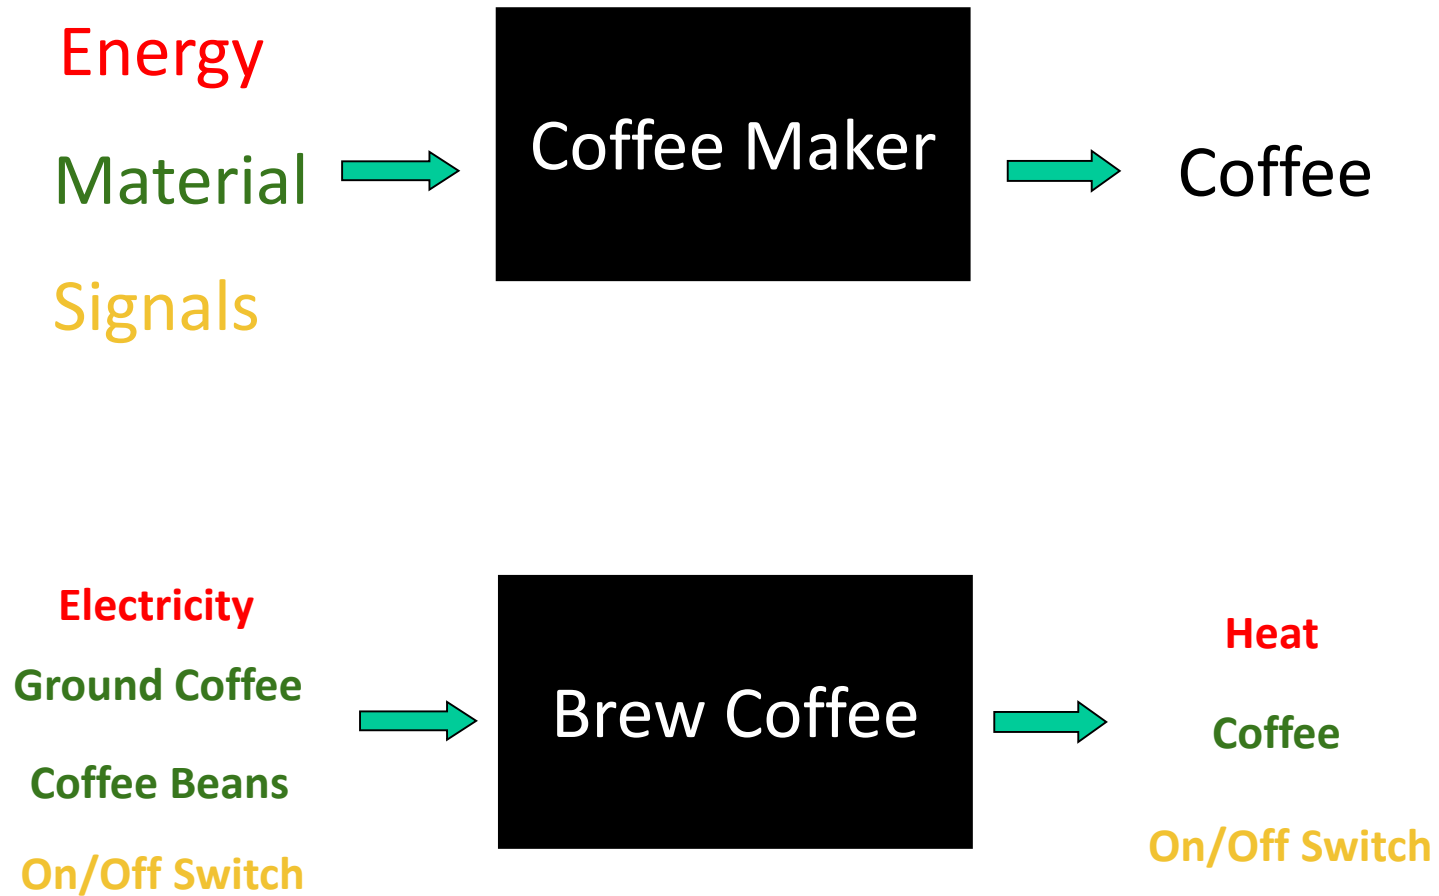 Energy
Material
Signals
Coffee Maker
Coffee
Electricity
Ground Coffee
Coffee Beans
On/Off Switch
Brew Coffee
Heat
Coffee
On/Off Switch